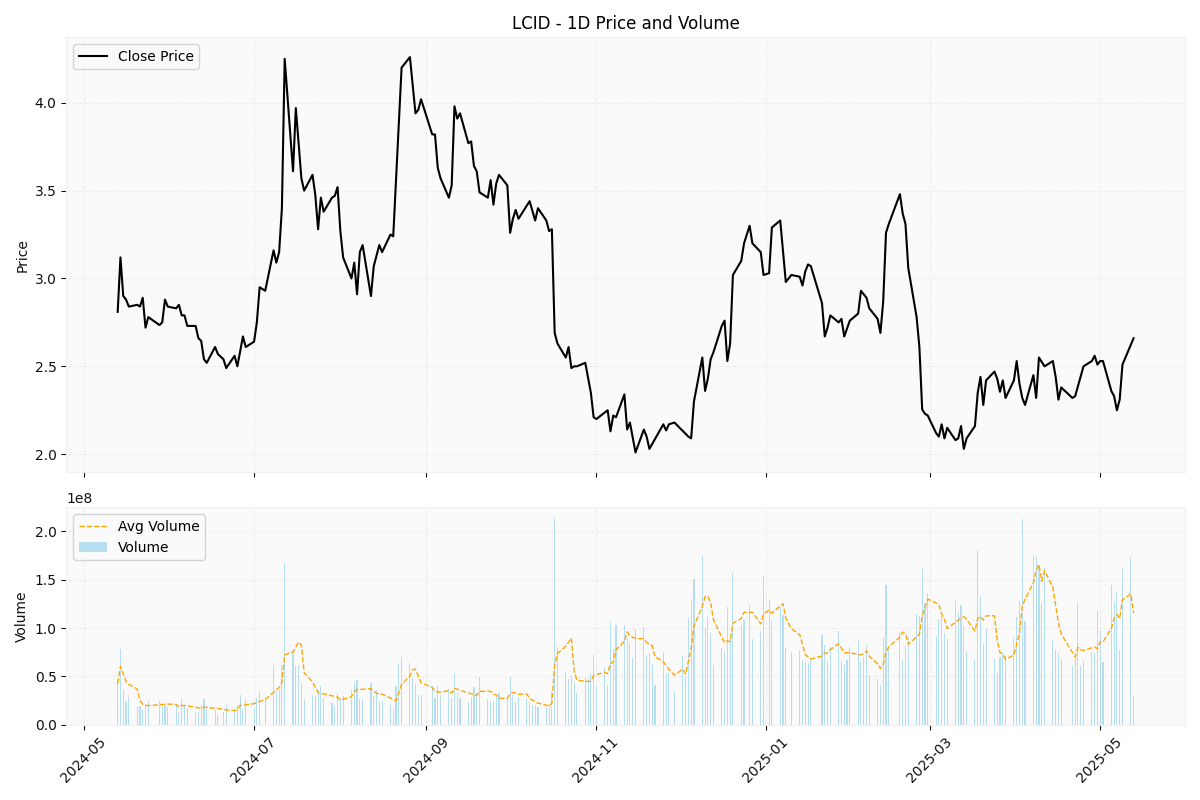 LCID - 1D Price and Volume
Close Price
4.0
3.5
3.0
2.5
2.0
Price
1e8
Avg Volume
Volume
2.0
1.5
1.0
0.5
0.0
Volume
2024-05
2024-07
2024-09
2024-11
2025-01
2025-03
2025-05